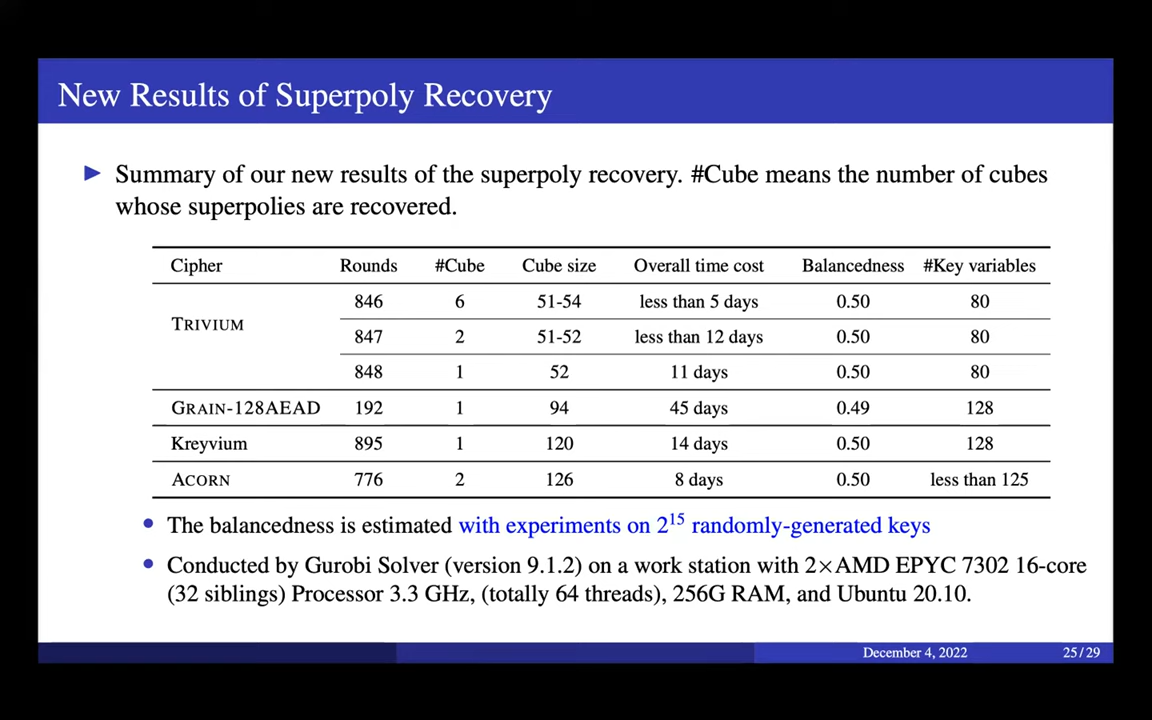 New Results of Superpoly Recovery
▶ Summary of our new results of the superpoly recovery. #Cube means the number of cubes
whose superpolies are recovered.
Cipher Rounds #Cube Cube size Overall time cost Balancedness #Key variables
TRIVIUM
846 6 51-54 less than 5 days 0.50 80
847 2 51-52 less than 12 days 0.50 80
848 1 52 11 days 0.50 80
GRAIN-128AEAD 192 1 94 45 days 0.49 128
Kreyvium 895 1 120 14 days 0.50 128
ACORN 776 2 126 8 days 0.50 less than 125
• The balancedness is estimated with experiments on 2^15 randomly-generated keys
• Conducted by Gurobi Solver (version 9.1.2) on a work station with 2×AMD EPYC 7302 16-core
(32 siblings) Processor 3.3 GHz, (totally 64 threads), 256G RAM, and Ubuntu 20.10.
December 4, 2022 25/29